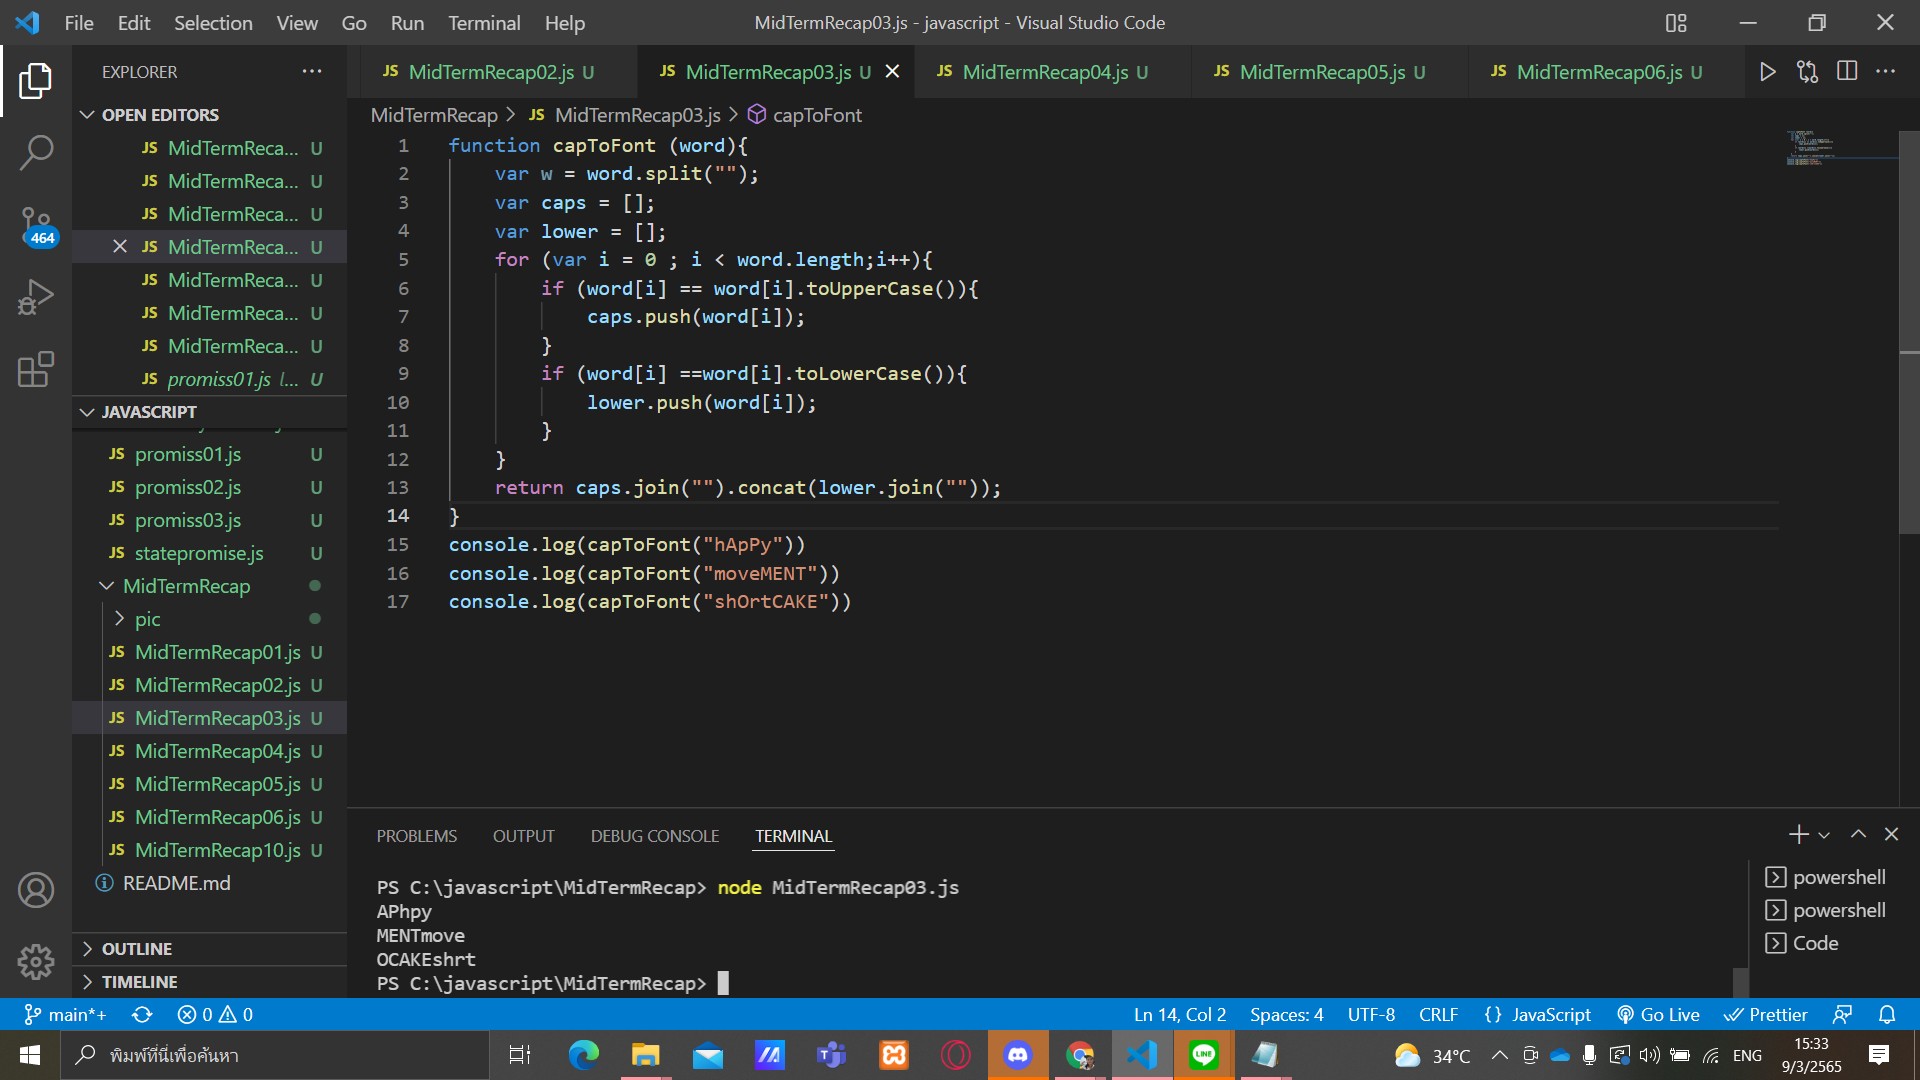 File Edit Selection View Go Run Terminal Help
MidTermRecap03.js - javascript - Visual Studio Code
EXPLORER
OPEN EDITORS
JS MidTermReca... U
JS MidTermReca... U
JS MidTermReca... U
JS MidTermReca... U
JS MidTermReca... U
JS MidTermReca... U
JS MidTermReca... U
JS promiss01.js l... U
464
JAVASCRIPT
JS promiss01.js U
JS promiss02.js U
JS promiss03.js U
JS statepromise.js U
MidTermRecap
pic
JS MidTermRecap01.js U
JS MidTermRecap02.js U
JS MidTermRecap03.js U
JS MidTermRecap04.js U
JS MidTermRecap05.js U
JS MidTermRecap06.js U
JS MidTermRecap10.js U
README.md
OUTLINE
TIMELINE
JS MidTermRecap02.js U JS MidTermRecap03.js U JS MidTermRecap04.js U JS MidTermRecap05.js U JS MidTermRecap06.js U
MidTermRecap > JS MidTermRecap03.js > capToFont
1 function capToFont (word){
2 var w = word.split("");
3 var caps = [];
4 var lower = [];
5 for (var i = 0 ; i < word.length;i++){
6 if (word[i] == word[i].toUpperCase()){
7 caps.push(word[i]);
8 }
9 if (word[i] ==word[i].toLowerCase()){
10 lower.push(word[i]);
11 }
12 }
13 return caps.join("").concat(lower.join(""));
14 }
15 console.log(capToFont("hApPy"))
16 console.log(capToFont("moveMENT"))
17 console.log(capToFont("shOrtCAKE"))
PROBLEMS OUTPUT DEBUG CONSOLE TERMINAL
PS C:\javascript\MidTermRecap> node MidTermRecap03.js
APhpy
MENTmove
OCAKEshrt
PS C:\javascript\MidTermRecap>
powershell
powershell
Code
main*+ 0 0 Ln 14, Col 2 Spaces: 4 UTF-8 CRLF {} JavaScript Go Live Prettier
พิมพ์ที่นี่เพื่อค้นหา
LINE
34°C ENG
15:33
9/3/2565